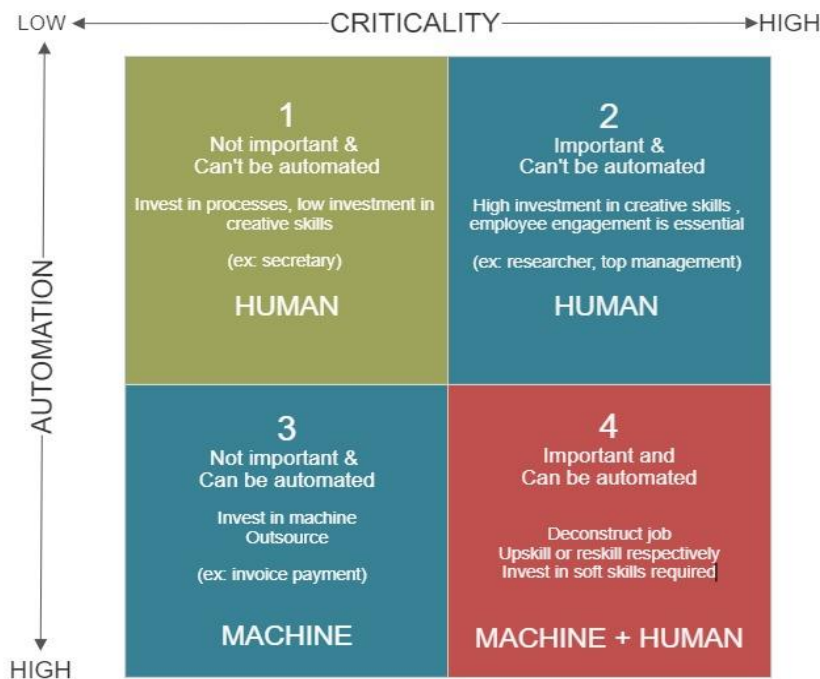 LOW
CRITICALITY
HIGH
AUTOMATION
1
Not important &
Can't be automated
Invest in processes, low investment in
creative skills
(ex: secretary)
HUMAN
2
Important &
Can't be automated
High investment in creative skills ,
employee engagement is essential
(ex: researcher, top management)
HUMAN
3
Not important &
Can be automated
Invest in machine
Outsource
(ex: invoice payment)
MACHINE
4
Important and
Can be automated
Deconstruct job
Upskill or reskill respectively
Invest in soft skills required
MACHINE + HUMAN
HIGH